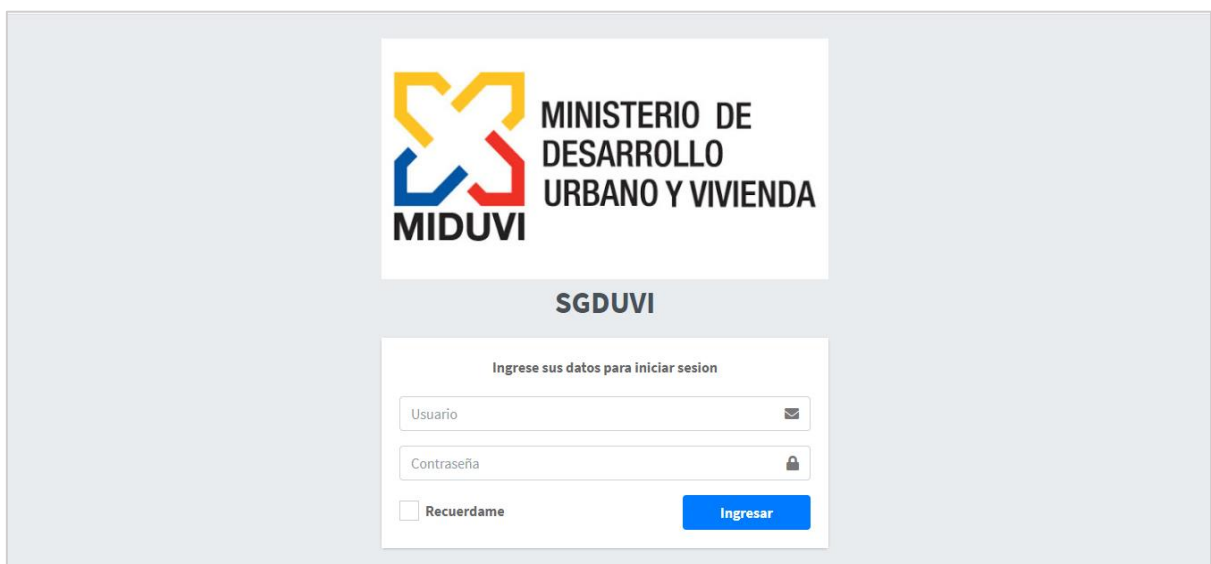 MINISTERIO DE
DESARROLLO
URBANO Y VIVIENDA
MIDUVI
SGDUVI
Ingrese sus datos para iniciar sesion
Usuario
Contraseña
Recuerdame
Ingresar